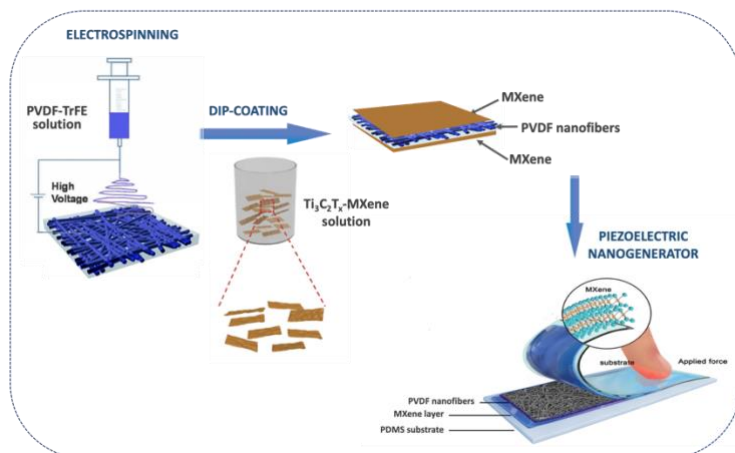 ELECTROSPINNING
PVDF-TrFE
solution
High
Voltage
DIP-COATING
Ti₃C₂Tₓ-MXene
solution
MXene
PVDF nanofibers
MXene
PIEZOELECTRIC
NANOGENERATOR
MXene
substrate
Applied force
PVDF nanofibers
MXene layer
PDMS substrate